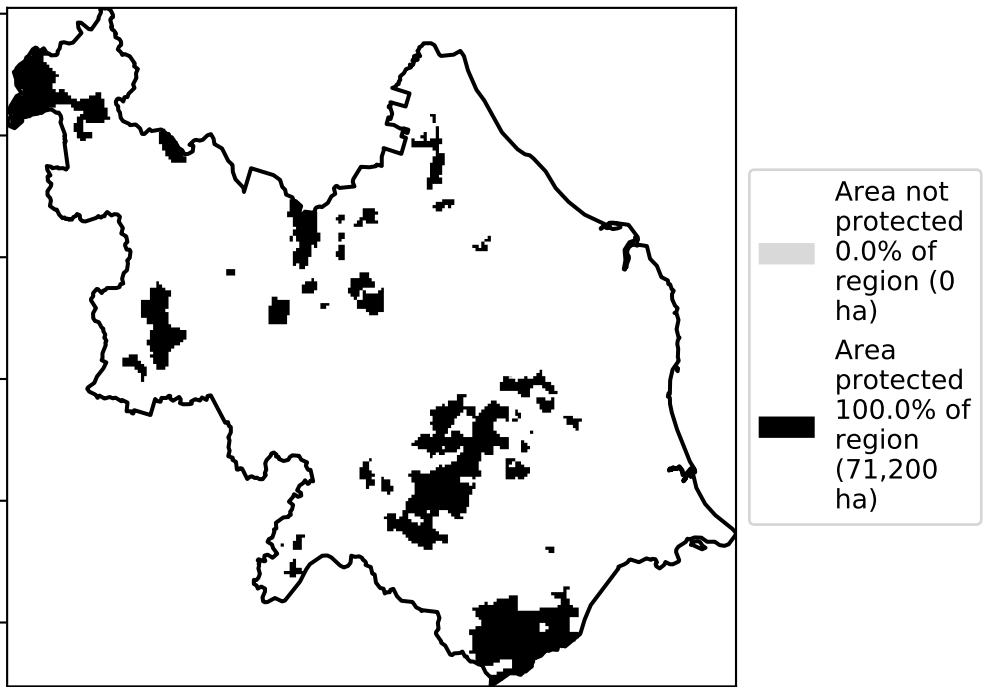 Area not
protected
0.0% of
region (0
ha)
Area
protected
100.0% of
region
(71,200
ha)